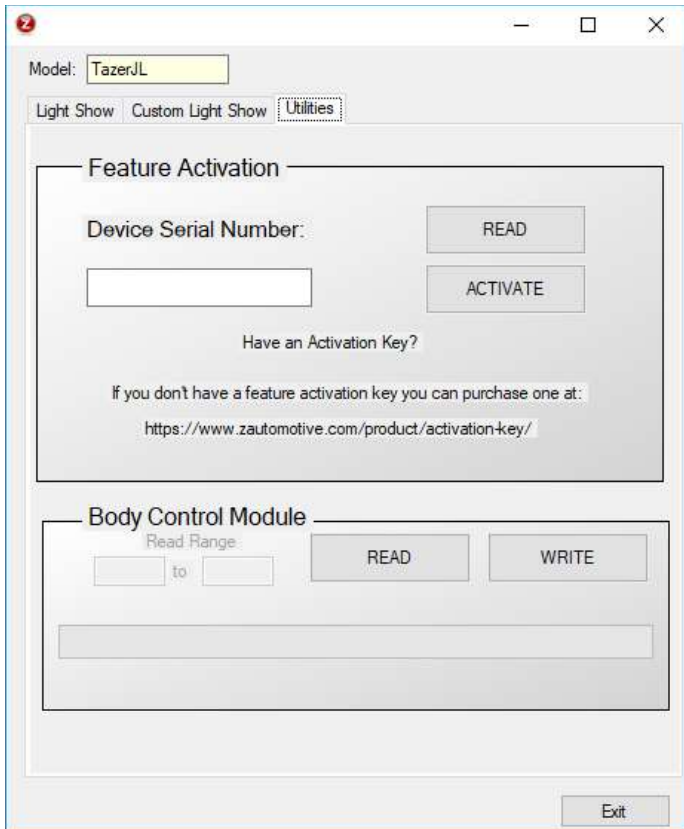 Z
Model: TazerJL
Light Show Custom Light Show Utilities
Feature Activation
Device Serial Number:
READ
ACTIVATE
Have an Activation Key?
If you don't have a feature activation key you can purchase one at:
https://www.zautomotive.com/product/activation-key/
Body Control Module
Read Range
to
READ
WRITE
Exit